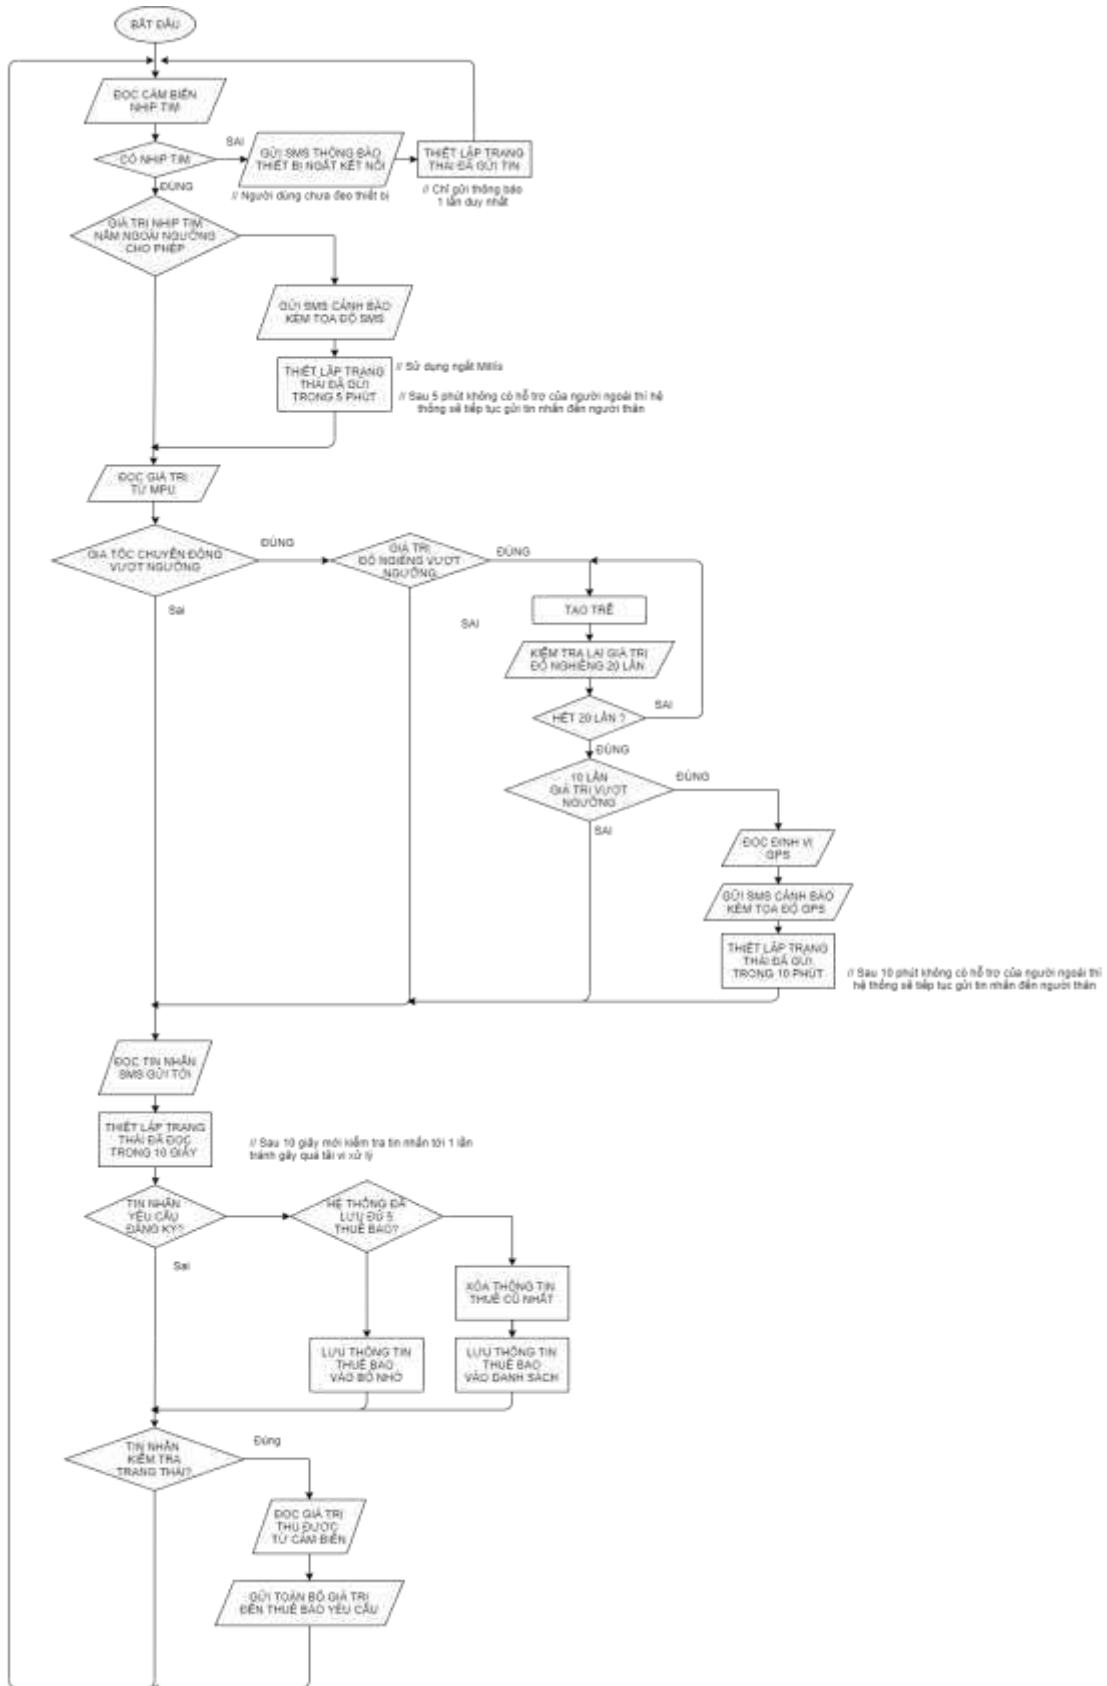 BẮT ĐẦU
ĐỌC CẢM BIẾN
NHỊP TIM
CÓ NHỊP TIM
SAI
GỬI SMS THÔNG BÁO
THIẾT BỊ NGẮT KẾT NỐI
// Người dùng chưa đeo thiết bị
THIẾT LẬP TRẠNG
THÁI ĐÃ GỬI TIN
// Chỉ gửi thông báo
1 lần duy nhất
ĐÚNG
GIÁ TRỊ NHỊP TIM
NẰM NGOÀI NGƯỠNG
CHO PHÉP
GỬI SMS CẢNH BÁO
KÈM TỌA ĐỘ SMS
THIẾT LẬP TRẠNG
THÁI ĐÃ GỬI
TRONG 5 PHÚT
// Sử dụng ngắt Millis
// Sau 5 phút không có hỗ trợ của người ngoài thì hệ
thống sẽ tiếp tục gửi tin nhắn đến người thân
ĐỌC GIÁ TRỊ
TỪ MPU
GIA TỐC CHUYỂN ĐỘNG
VƯỢT NGƯỠNG
ĐÚNG
GIÁ TRỊ
ĐỘ NGIÊNG VƯỢT
NGƯỠNG
ĐÚNG
Sai
SAI
TẠO TRỄ
KIỂM TRA LẠI GIÁ TRỊ
ĐỘ NGHIÊNG 20 LẦN
HẾT 20 LẦN ?
SAI
ĐÚNG
10 LẦN
GIÁ TRỊ VƯỢT
NGƯỠNG
ĐÚNG
SAI
ĐỌC ĐỊNH VỊ
GPS
GỬI SMS CẢNH BÁO
KÈM TỌA ĐỘ GPS
THIẾT LẬP TRẠNG
THÁI ĐÃ GỬI
TRONG 10 PHÚT
// Sau 10 phút không có hỗ trợ của người ngoài thì
hệ thống sẽ tiếp tục gửi tin nhắn đến người thân
ĐỌC TIN NHẮN
SMS GỬI TỚI
THIẾT LẬP TRẠNG
THÁI ĐÃ ĐỌC
TRONG 10 GIÂY
// Sau 10 giây mới kiểm tra tin nhắn tới 1 lần
tránh gây quá tải vi xử lý
TIN NHẮN
YÊU CẦU
ĐĂNG KÝ?
HỆ THỐNG ĐÃ
LƯU ĐỦ 5
THUÊ BAO?
Sai
XÓA THÔNG TIN
THUÊ CŨ NHẤT
LƯU THÔNG TIN
THUÊ BAO
VÀO BỘ NHỚ
LƯU THÔNG TIN
THUÊ BAO
VÀO DANH SÁCH
TIN NHẮN
KIỂM TRA
TRẠNG THÁI?
Đúng
ĐỌC GIÁ TRỊ
THU ĐƯỢC
TỪ CẢM BIẾN
GỬI TOÀN BỘ GIÁ TRỊ
ĐẾN THUÊ BAO YÊU CẦU